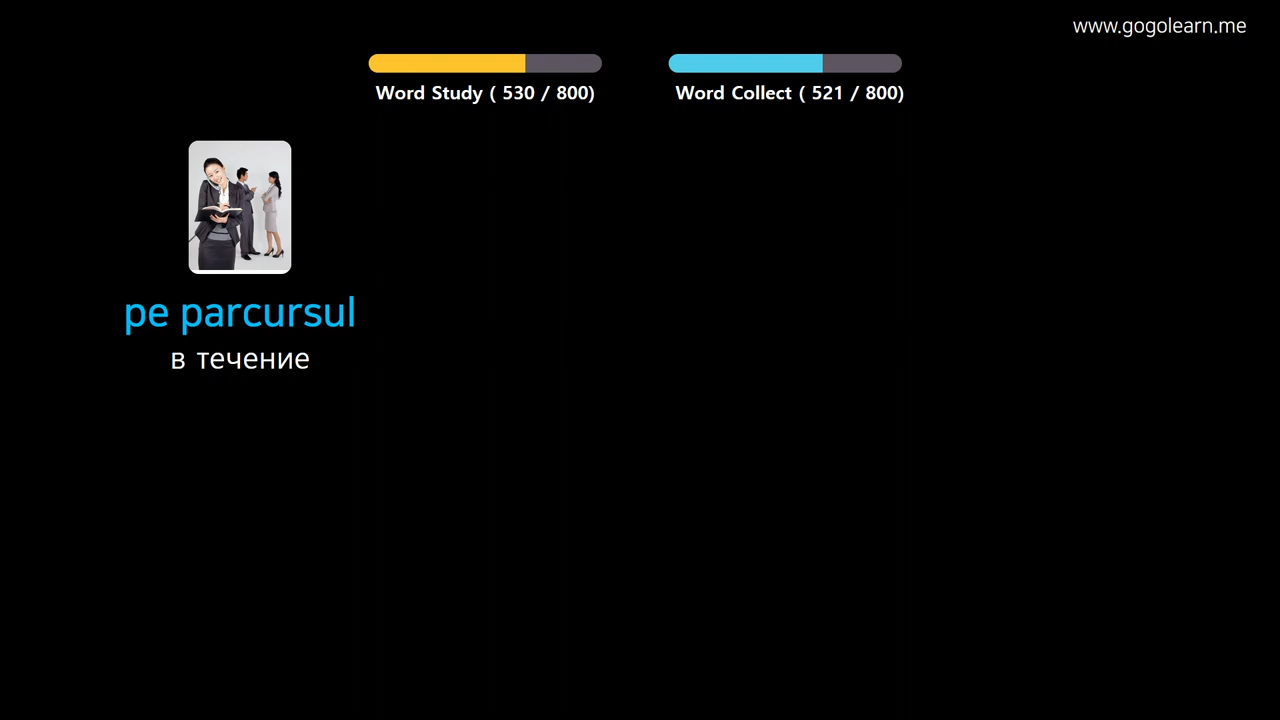 www.gogolearn.me
Word Study ( 530 / 800)
Word Collect ( 521 / 800)
pe parcursul
в течение